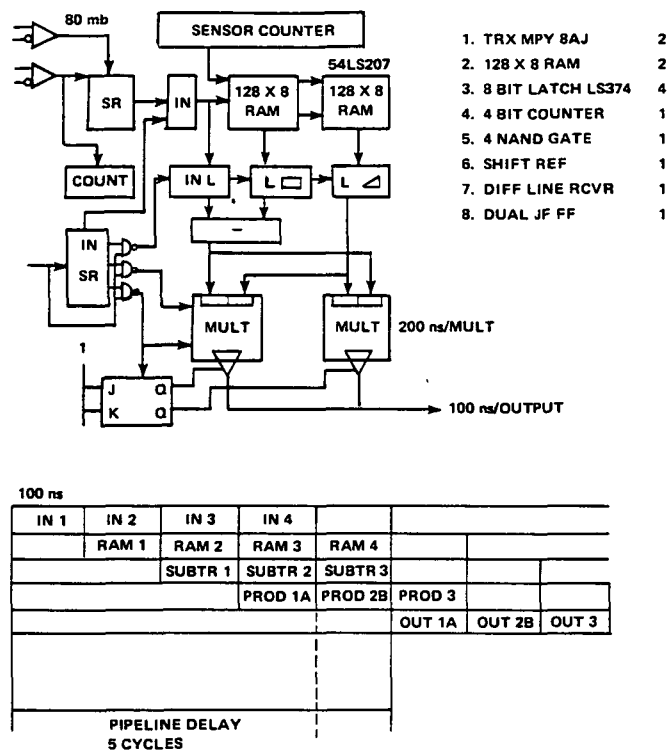 80 mb
SENSOR COUNTER
SR
IN
128 X 8
RAM
54LS207
128 X 8
RAM
COUNT
IN L
L
L
IN
SR
–
MULT
MULT
200 ns/MULT
1
J Q
K Q
100 ns/OUTPUT
1. TRX MPY 8AJ 2
2. 128 X 8 RAM 2
3. 8 BIT LATCH LS374 4
4. 4 BIT COUNTER 1
5. 4 NAND GATE 1
6. SHIFT REF 1
7. DIFF LINE RCVR 1
8. DUAL JF FF 1
100 ns
IN 1 IN 2 IN 3 IN 4
RAM 1 RAM 2 RAM 3 RAM 4
SUBTR 1 SUBTR 2 SUBTR 3
PROD 1A PROD 2B PROD 3
OUT 1A OUT 2B OUT 3
PIPELINE DELAY
5 CYCLES